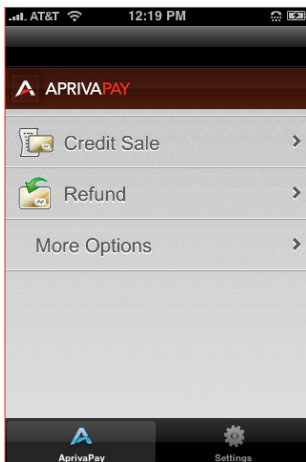 AT&T 12:19 PM
APRIVAPAY
Credit Sale
Refund
More Options
AprivaPay Settings